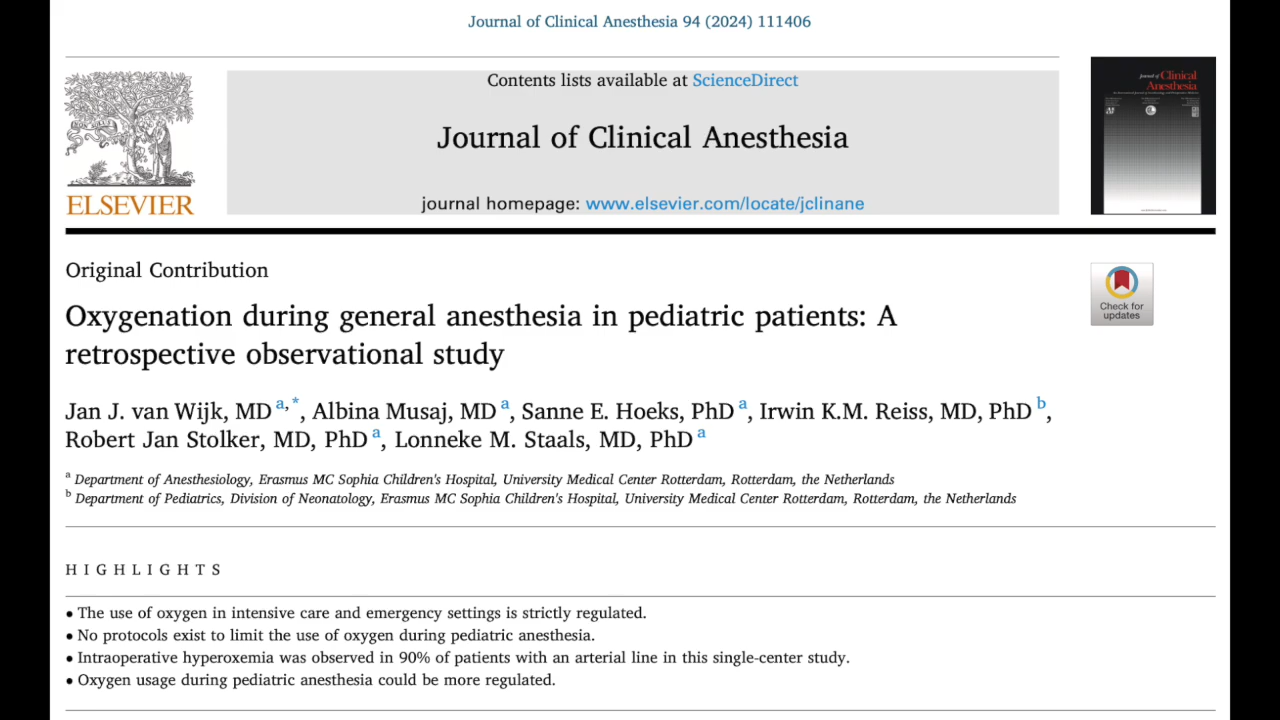 Journal of Clinical Anesthesia 94 (2024) 111406
Contents lists available at ScienceDirect
Journal of Clinical Anesthesia
journal homepage: www.elsevier.com/locate/jclinane
ELSEVIER
Journal of Clinical
Anesthesia
Original Contribution
Check for
updates
Oxygenation during general anesthesia in pediatric patients: A
retrospective observational study
Jan J. van Wijk, MD a,*, Albina Musaj, MD a, Sanne E. Hoeks, PhD a, Irwin K.M. Reiss, MD, PhD b,
Robert Jan Stolker, MD, PhD a, Lonneke M. Staals, MD, PhD a
a Department of Anesthesiology, Erasmus MC Sophia Children's Hospital, University Medical Center Rotterdam, Rotterdam, the Netherlands
b Department of Pediatrics, Division of Neonatology, Erasmus MC Sophia Children's Hospital, University Medical Center Rotterdam, Rotterdam, the Netherlands
HIGHLIGHTS
• The use of oxygen in intensive care and emergency settings is strictly regulated.
• No protocols exist to limit the use of oxygen during pediatric anesthesia.
• Intraoperative hyperoxemia was observed in 90% of patients with an arterial line in this single-center study.
• Oxygen usage during pediatric anesthesia could be more regulated.